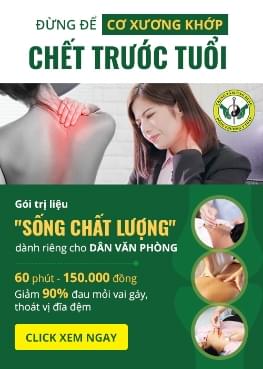 ĐỪNG ĐỂ CƠ XƯƠNG KHỚP
CHẾT TRƯỚC TUỔI
Gói trị liệu
"SỐNG CHẤT LƯỢNG"
dành riêng cho DÂN VĂN PHÒNG
60 phút - 150.000 đồng
Giảm 90% đau mỏi vai gáy,
thoát vị đĩa đệm
CLICK XEM NGAY